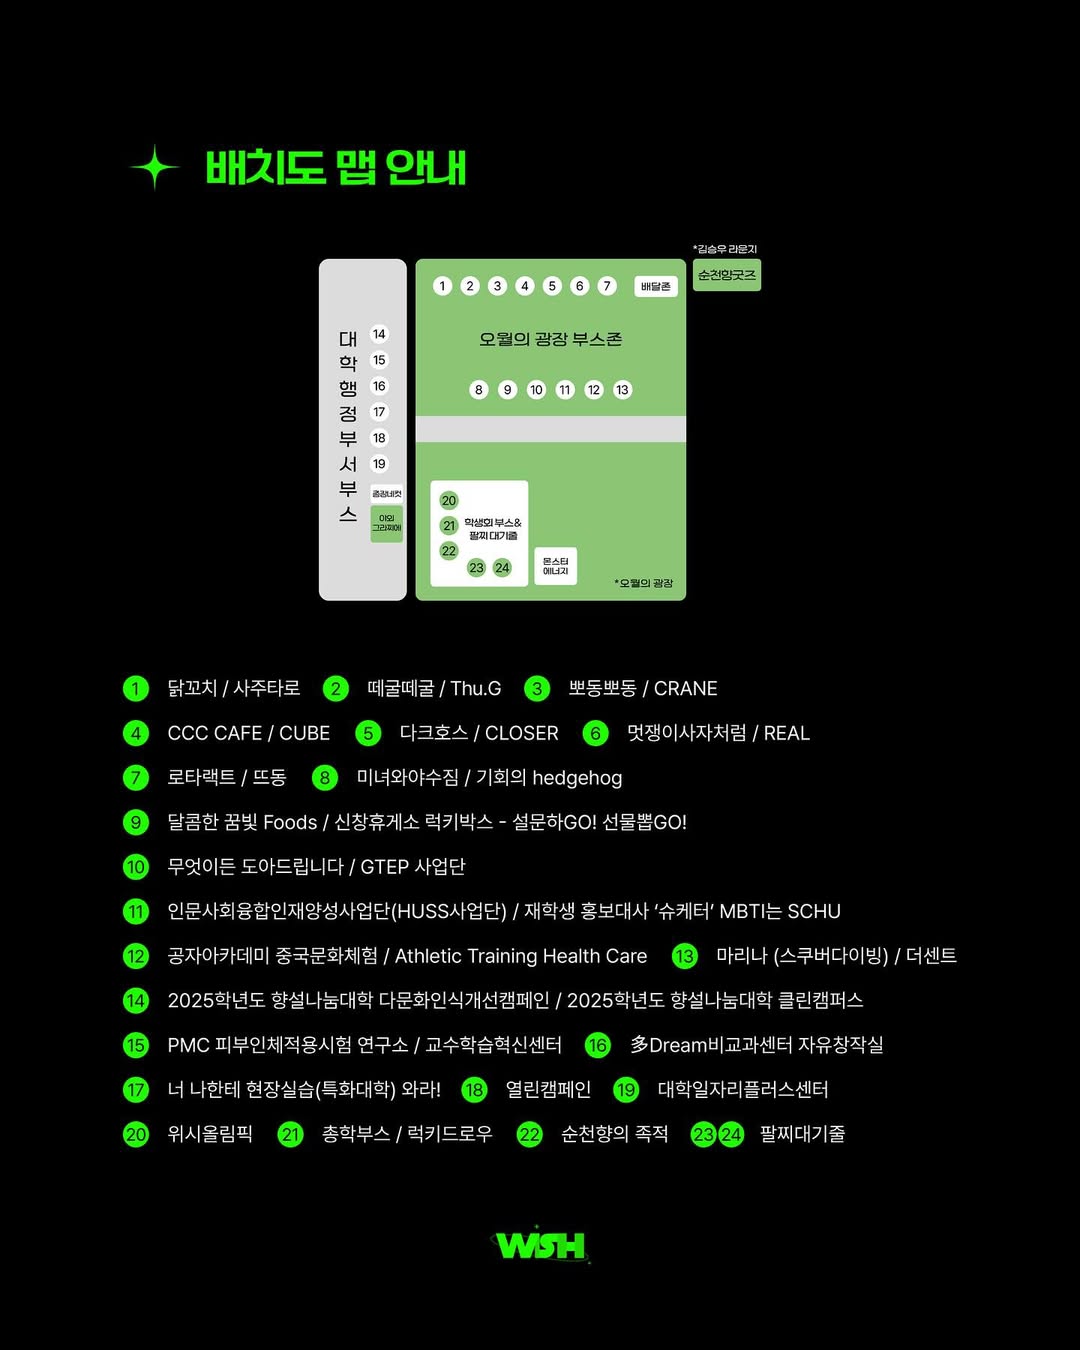 배치도 맵 안내
*김승우 라운지
순천향굿즈
1 2 3 4 5 6 7 배달존
오월의 광장 부스존
8 9 10 11 12 13
대학행정부서부스
14
15
16
17
18
19
즐광네컷
야외
그라찌에
20
21
22
학생회 부스&
팔찌 대기줄
23 24
몬스터
에너지
*오월의 광장
1 닭꼬치 / 사주타로 2 떼굴떼굴 / Thu.G 3 뽀동뽀동 / CRANE
4 CCC CAFE / CUBE 5 다크호스 / CLOSER 6 멋쟁이사자처럼 / REAL
7 로타랙트 / 뜨동 8 미녀와야수짐 / 기회의 hedgehog
9 달콤한 꿈빛 Foods / 신창휴게소 럭키박스 - 설문하GO! 선물뽑GO!
10 무엇이든 도아드립니다 / GTEP 사업단
11 인문사회융합인재양성사업단(HUSS사업단) / 재학생 홍보대사 ‘슈케터’ MBTI는 SCHU
12 공자아카데미 중국문화체험 / Athletic Training Health Care 13 마리나 (스쿠버다이빙) / 더센트
14 2025학년도 향설나눔대학 다문화인식개선캠페인 / 2025학년도 향설나눔대학 클린캠퍼스
15 PMC 피부인체적용시험 연구소 / 교수학습혁신센터 16 多Dream비교과센터 자유창작실
17 너 나한테 현장실습(특화대학) 와라! 18 열린캠페인 19 대학일자리플러스센터
20 위시올림픽 21 총학부스 / 럭키드로우 22 순천향의 족적 23 24 팔찌대기줄
WISH